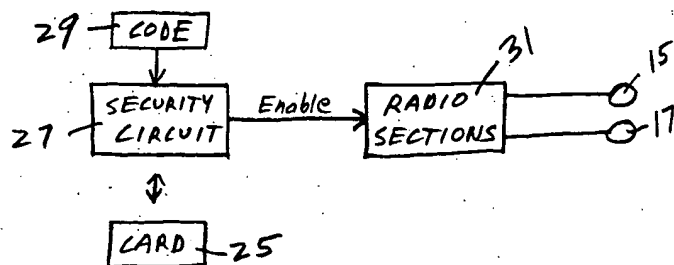 29
CODE
27
SECURITY
CIRCUIT
Enable
RADIO
SECTIONS
31
15
17
CARD
25